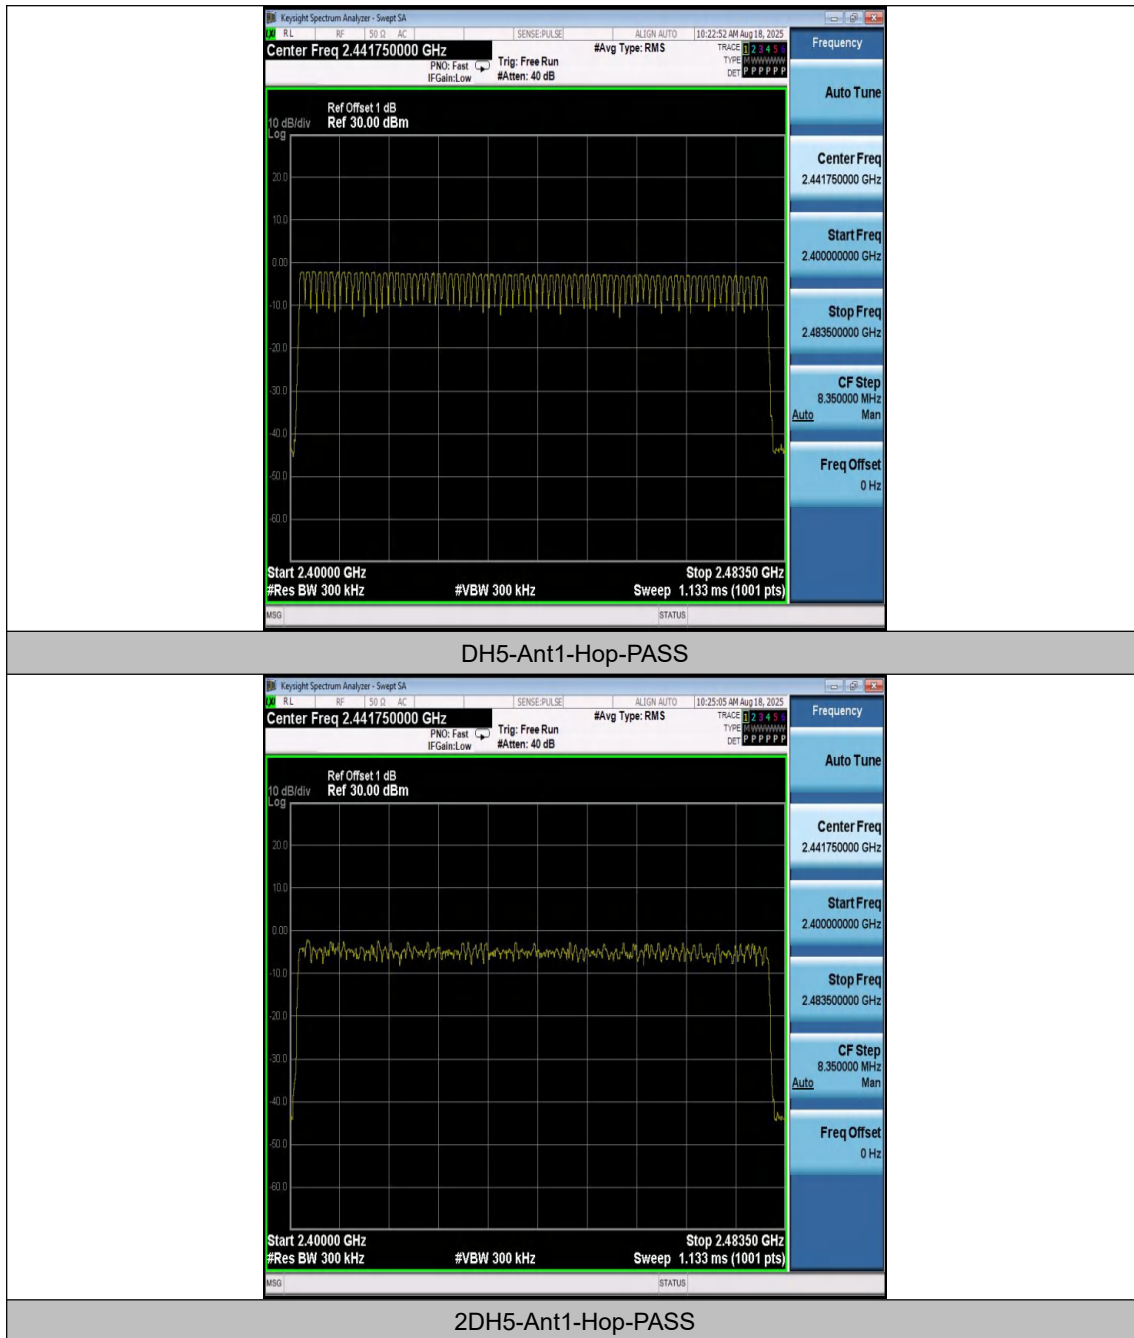 Keysight Spectrum Analyzer - Swept SA
RL RF 50 Ω AC SENSE:PULSE ALIGN AUTO 10:22:52 AM Aug 18, 2025
Center Freq 2.441750000 GHz #Avg Type: RMS TRACE 1 2 3 4 5 6
PNO: Fast Trig: Free Run TYPE M WWWWW
IFGain:Low #Atten: 40 dB DET P P P P P P
Frequency
Ref Offset 1 dB
10 dB/div Ref 30.00 dBm
Log
20.0
10.0
0.00
-10.0
-20.0
-30.0
-40.0
-50.0
-60.0
Start 2.40000 GHz Stop 2.48350 GHz
#Res BW 300 kHz #VBW 300 kHz Sweep 1.133 ms (1001 pts)
MSG STATUS
Auto Tune
Center Freq
2.441750000 GHz
Start Freq
2.400000000 GHz
Stop Freq
2.483500000 GHz
CF Step
8.350000 MHz
Auto Man
Freq Offset
0 Hz
DH5-Ant1-Hop-PASS
Keysight Spectrum Analyzer - Swept SA
RL RF 50 Ω AC SENSE:PULSE ALIGN AUTO 10:25:05 AM Aug 18, 2025
Center Freq 2.441750000 GHz #Avg Type: RMS TRACE 1 2 3 4 5 6
PNO: Fast Trig: Free Run TYPE M WWWWW
IFGain:Low #Atten: 40 dB DET P P P P P P
Frequency
Ref Offset 1 dB
10 dB/div Ref 30.00 dBm
Log
20.0
10.0
0.00
-10.0
-20.0
-30.0
-40.0
-50.0
-60.0
Start 2.40000 GHz Stop 2.48350 GHz
#Res BW 300 kHz #VBW 300 kHz Sweep 1.133 ms (1001 pts)
MSG STATUS
Auto Tune
Center Freq
2.441750000 GHz
Start Freq
2.400000000 GHz
Stop Freq
2.483500000 GHz
CF Step
8.350000 MHz
Auto Man
Freq Offset
0 Hz
2DH5-Ant1-Hop-PASS